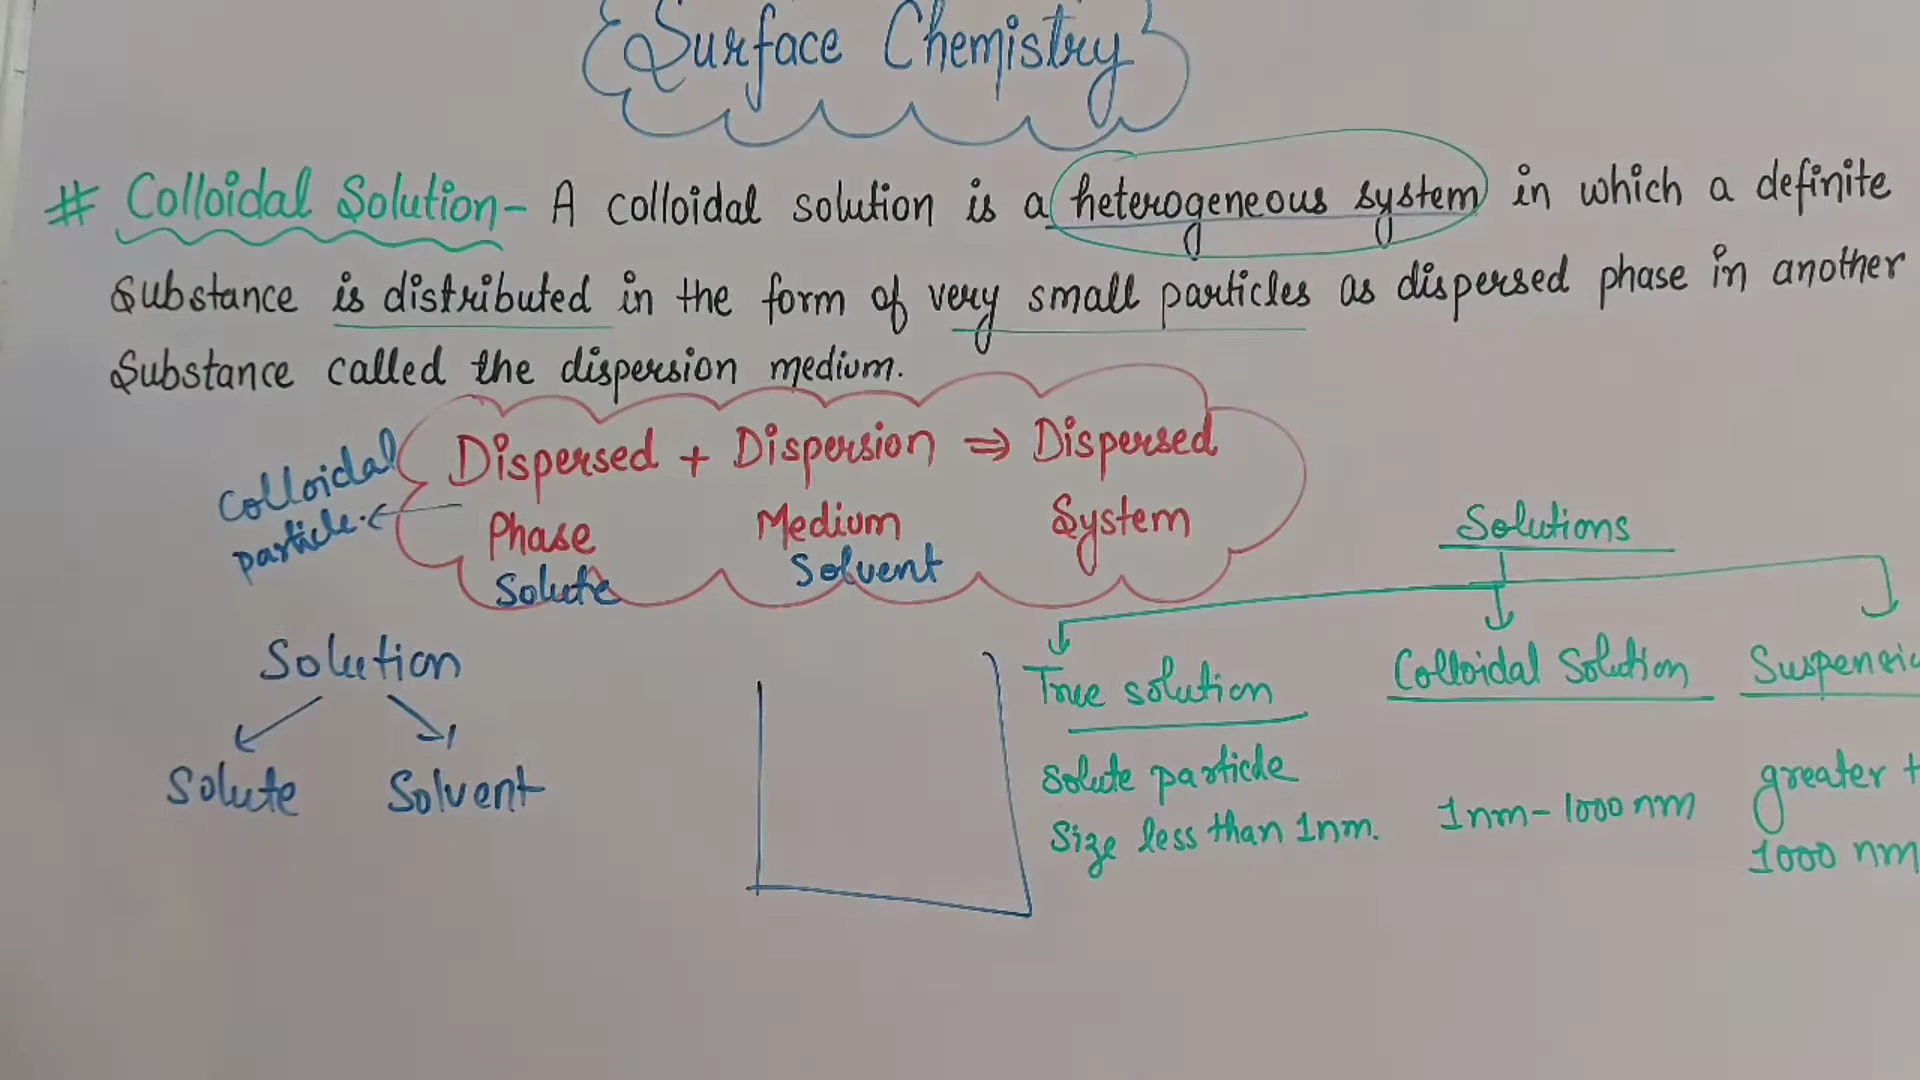 Surface Chemistry
# Colloidal Solution - A colloidal solution is a heterogeneous system in which a definite
Substance is distributed in the form of very small particles as dispersed phase in another
Substance called the dispersion medium.
Colloidal
particle.
Dispersed + Dispersion ⇒ Dispersed
Phase Medium System
Solute Solvent
Solution
Solute Solvent
Solutions
True solution Colloidal Solution
Solute particle
Size less than 1nm.
1nm - 1000 nm
greater
1000 nm